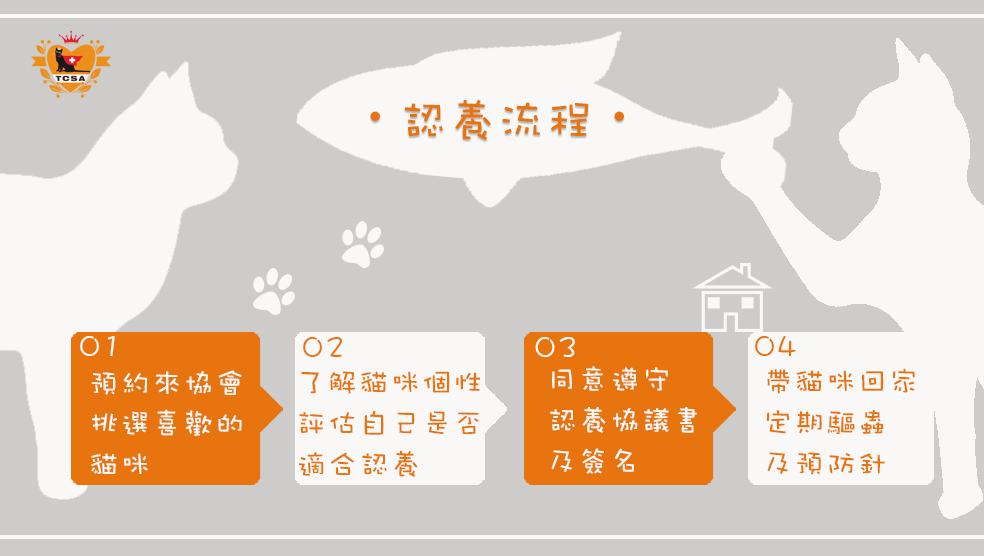 TCSA
•認養流程•
01
預約來協會
挑選喜歡的
貓咪
02
了解貓咪個性
評估自己是否
適合認養
03
同意遵守
認養協議書
及簽名
04
帶貓咪回家
定期驅蟲
及預防針